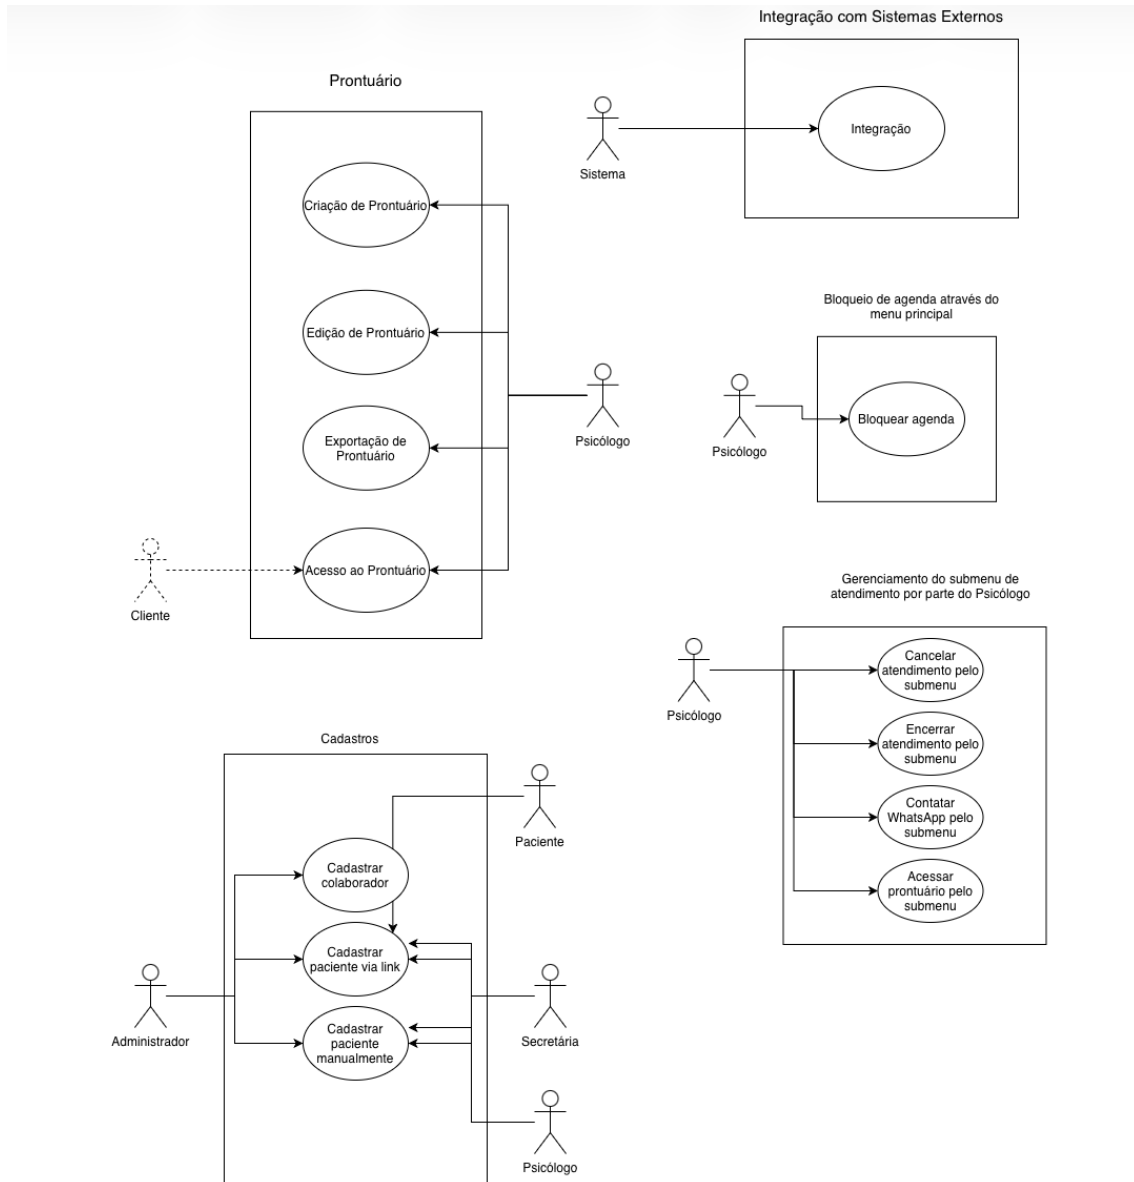 Integração com Sistemas Externos
Integração
Sistema
Prontuário
Criação de Prontuário
Edição de Prontuário
Exportação de
Prontuário
Acesso ao Prontuário
Psicólogo
Cliente
Bloqueio de agenda através do
menu principal
Bloquear agenda
Psicólogo
Gerenciamento do submenu de
atendimento por parte do Psicólogo
Psicólogo
Cancelar
atendimento pelo
submenu
Encerrar
atendimento pelo
submenu
Contatar
WhatsApp pelo
submenu
Acessar
prontuário pelo
submenu
Cadastros
Paciente
Cadastrar
colaborador
Cadastrar
paciente via link
Cadastrar
paciente
manualmente
Administrador
Secretária
Psicólogo